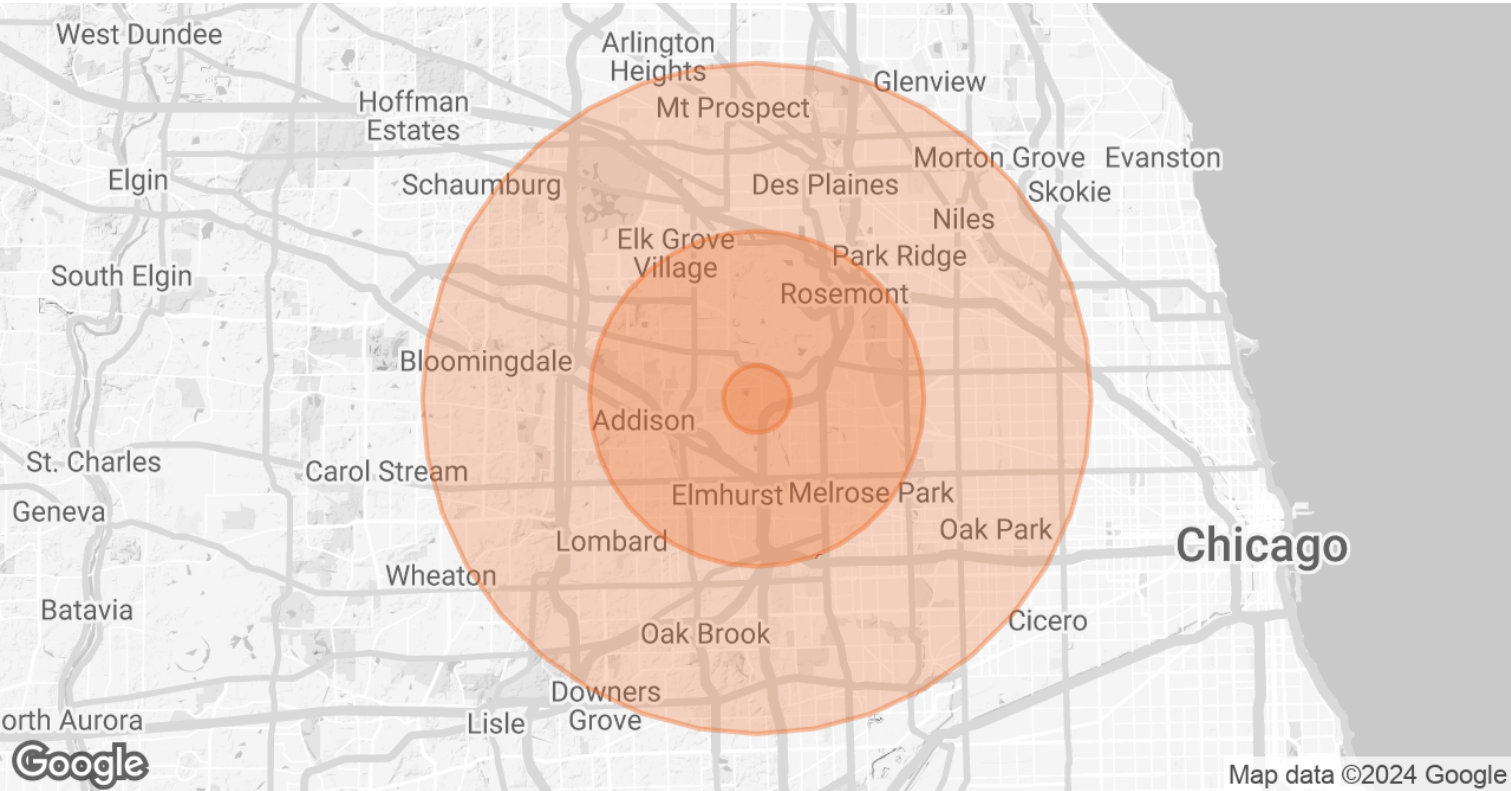 West Dundee
Arlington
Heights
Glenview
Hoffman
Estates
Mt Prospect
Morton Grove
Evanston
Elgin
Schaumburg
Des Plaines
Skokie
Niles
Elk Grove
Village
Park Ridge
South Elgin
Rosemont
Bloomingdale
Addison
St. Charles
Carol Stream
Elmhurst
Melrose Park
Geneva
Oak Park
Lombard
Chicago
Wheaton
Batavia
Cicero
Oak Brook
Downers
Grove
orth Aurora
Lisle
Google
Map data ©2024 Google